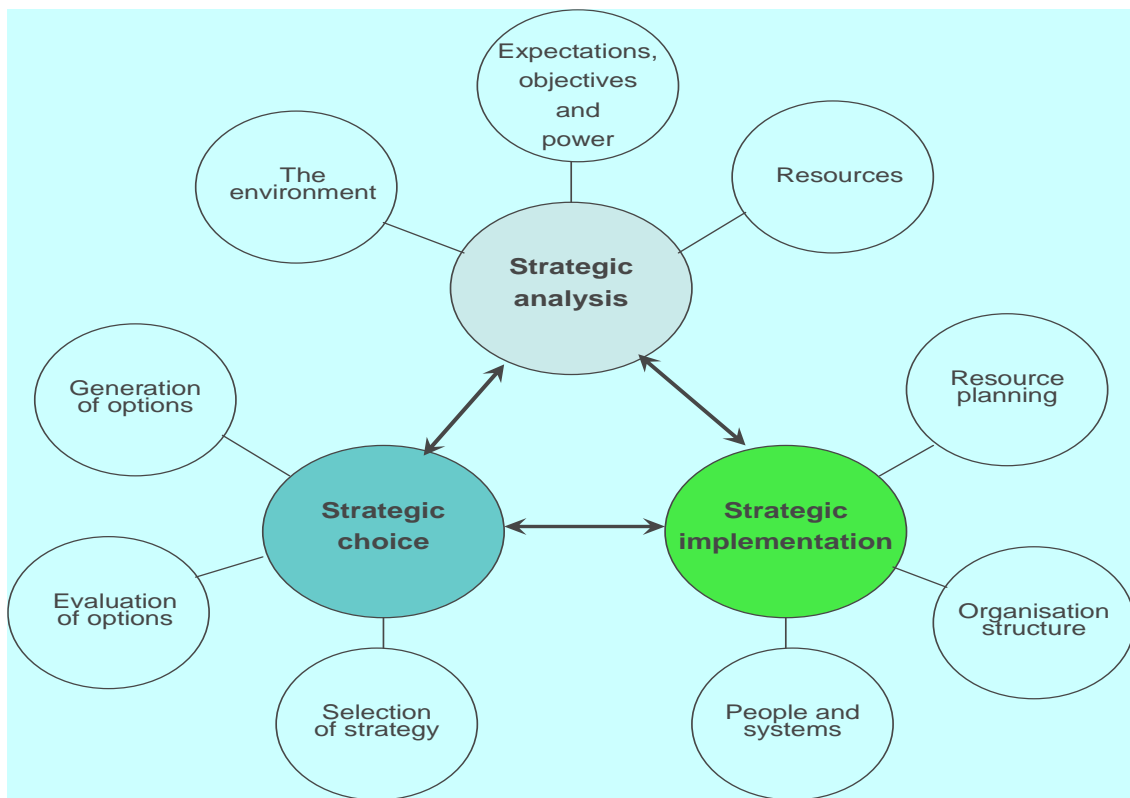 Expectations,
objectives
and
power
The
environment
Resources
Strategic
analysis
Generation
of options
Resource
planning
Strategic
choice
Strategic
implementation
Evaluation
of options
Organisation
structure
Selection
of strategy
People and
systems